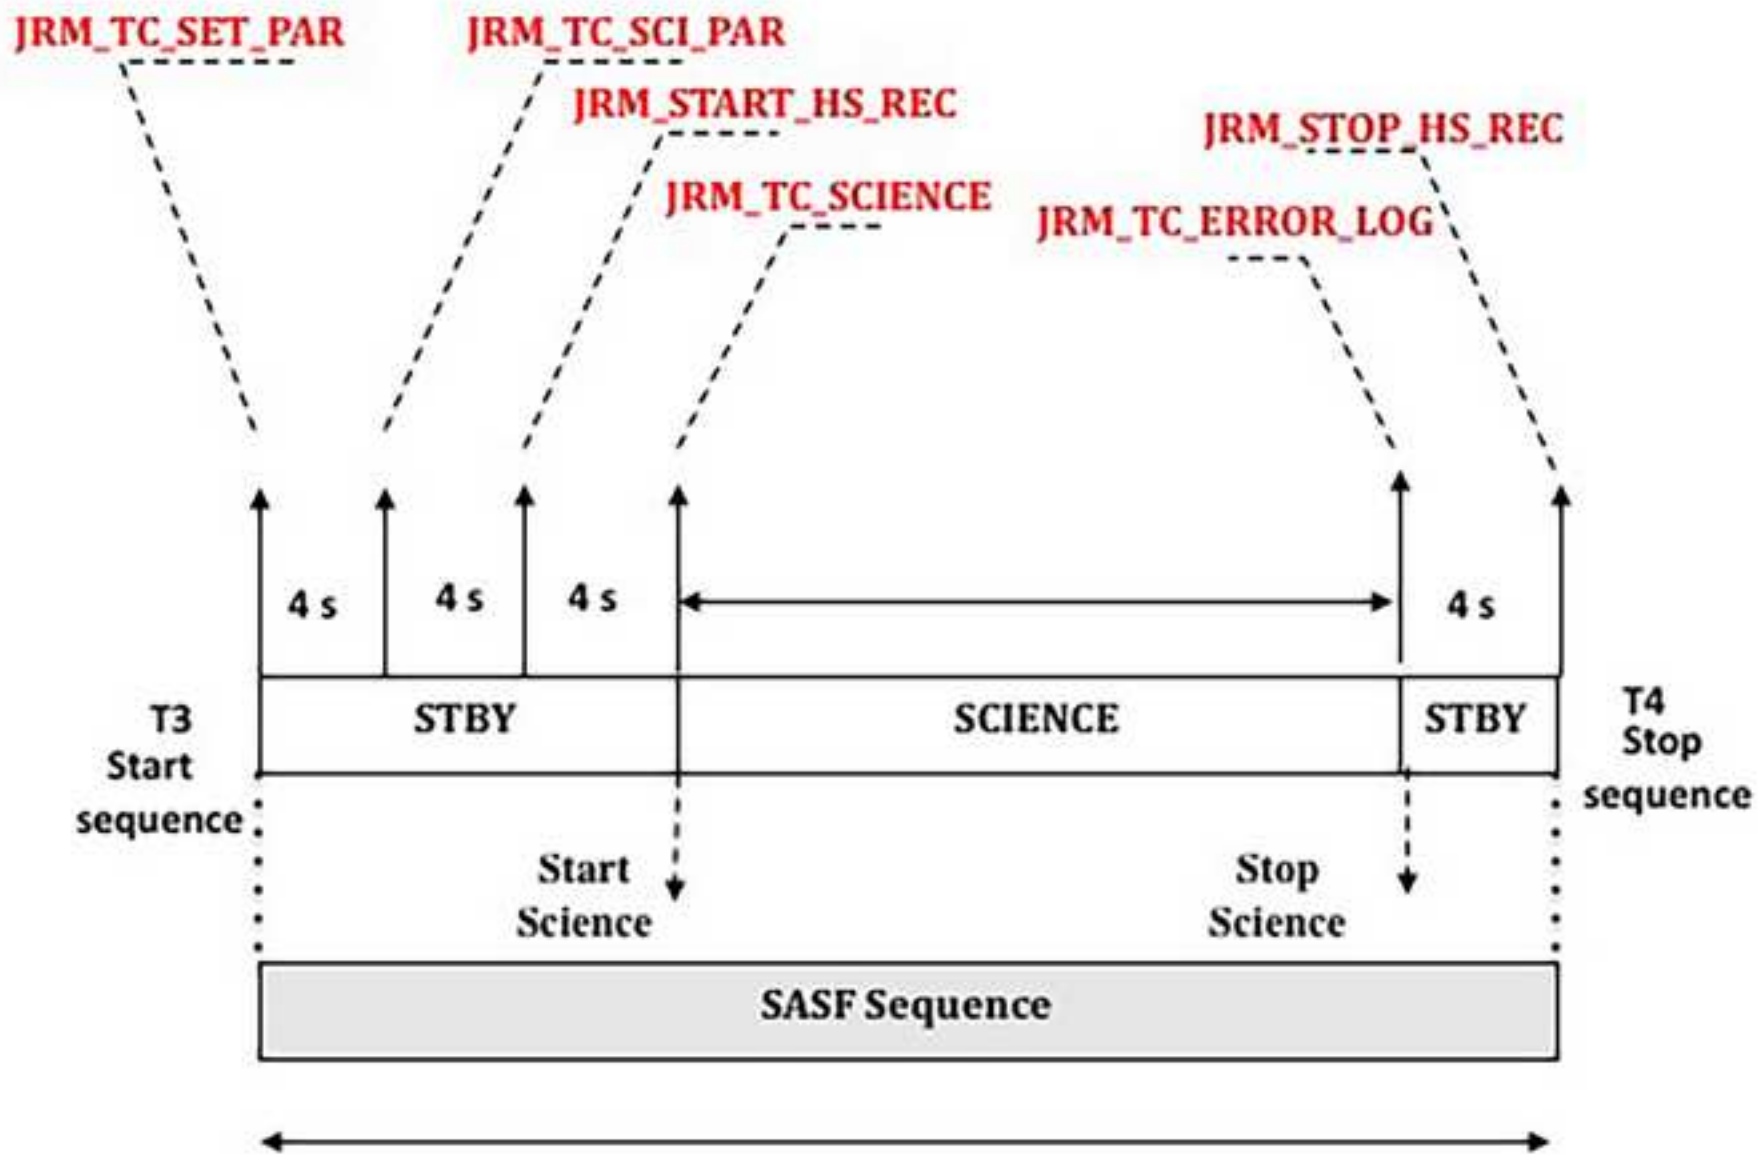 JRM_TC_SET_PAR
JRM_TC_SCI_PAR
JRM_START_HS_REC
JRM_STOP_HS_REC
JRM_TC_SCIENCE
JRM_TC_ERROR_LOG
4 s
4 s
4 s
4 s
T3
Start
sequence
STBY
SCIENCE
STBY
T4
Stop
sequence
Start
Science
Stop
Science
SASF Sequence